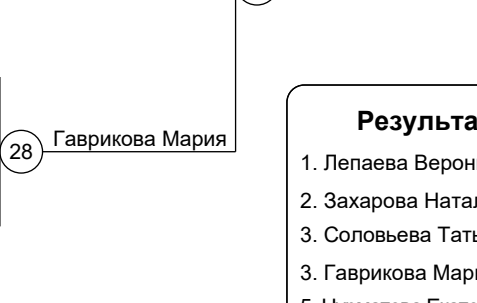 28
Гаврикова Мария
Результа
1. Лепаева Верон
2. Захарова Натал
3. Соловьева Тать
3. Гаврикова Мари